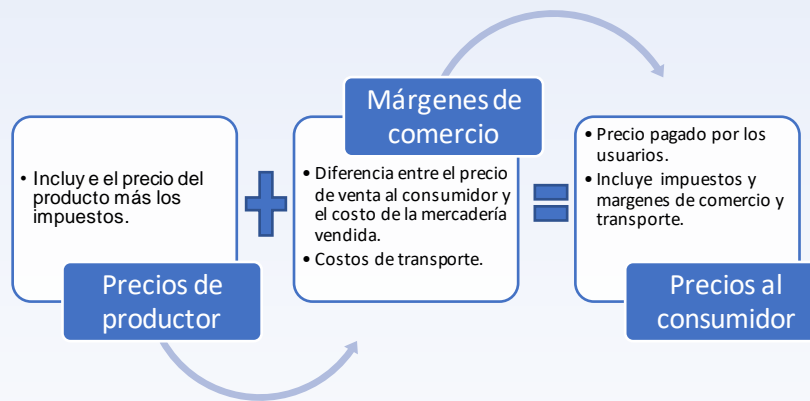 • Incluy e el precio del
producto más los
impuestos.
Precios de
productor
Márgenes de
comercio
• Diferencia entre el precio
de venta al consumidor y
el costo de la mercadería
vendida.
• Costos de transporte.
• Precio pagado por los
usuarios.
• Incluye impuestos y
margenes de comercio y
transporte.
Precios al
consumidor